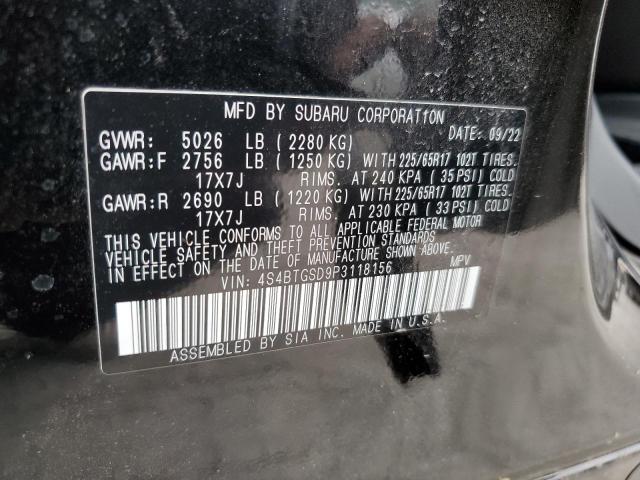 MFD BY SUBARU CORPORATION
GVWR: 5026 LB ( 2280 KG) DATE: 09/22
GAWR:F 2756 LB ( 1250 KG) WITH 225/65R17 102T TIRES.
17X7J RIMS. AT 240 KPA ( 35 PSI) COLD
GAWR:R 2690 LB ( 1220 KG) WITH 225/65R17 102T TIRES.
17X7J RIMS. AT 230 KPA ( 33 PSI) COLD
THIS VEHICLE CONFORMS TO ALL APPLICABLE FEDERAL MOTOR
VEHICLE SAFETY AND THEFT PREVENTION STANDARDS
IN EFFECT ON THE DATE OF MANUFACTURE SHOWN ABOVE.
VIN: 4S4BTGSD9P3118156 MPV
ASSEMBLED BY SIA INC. MADE IN U.S.A.